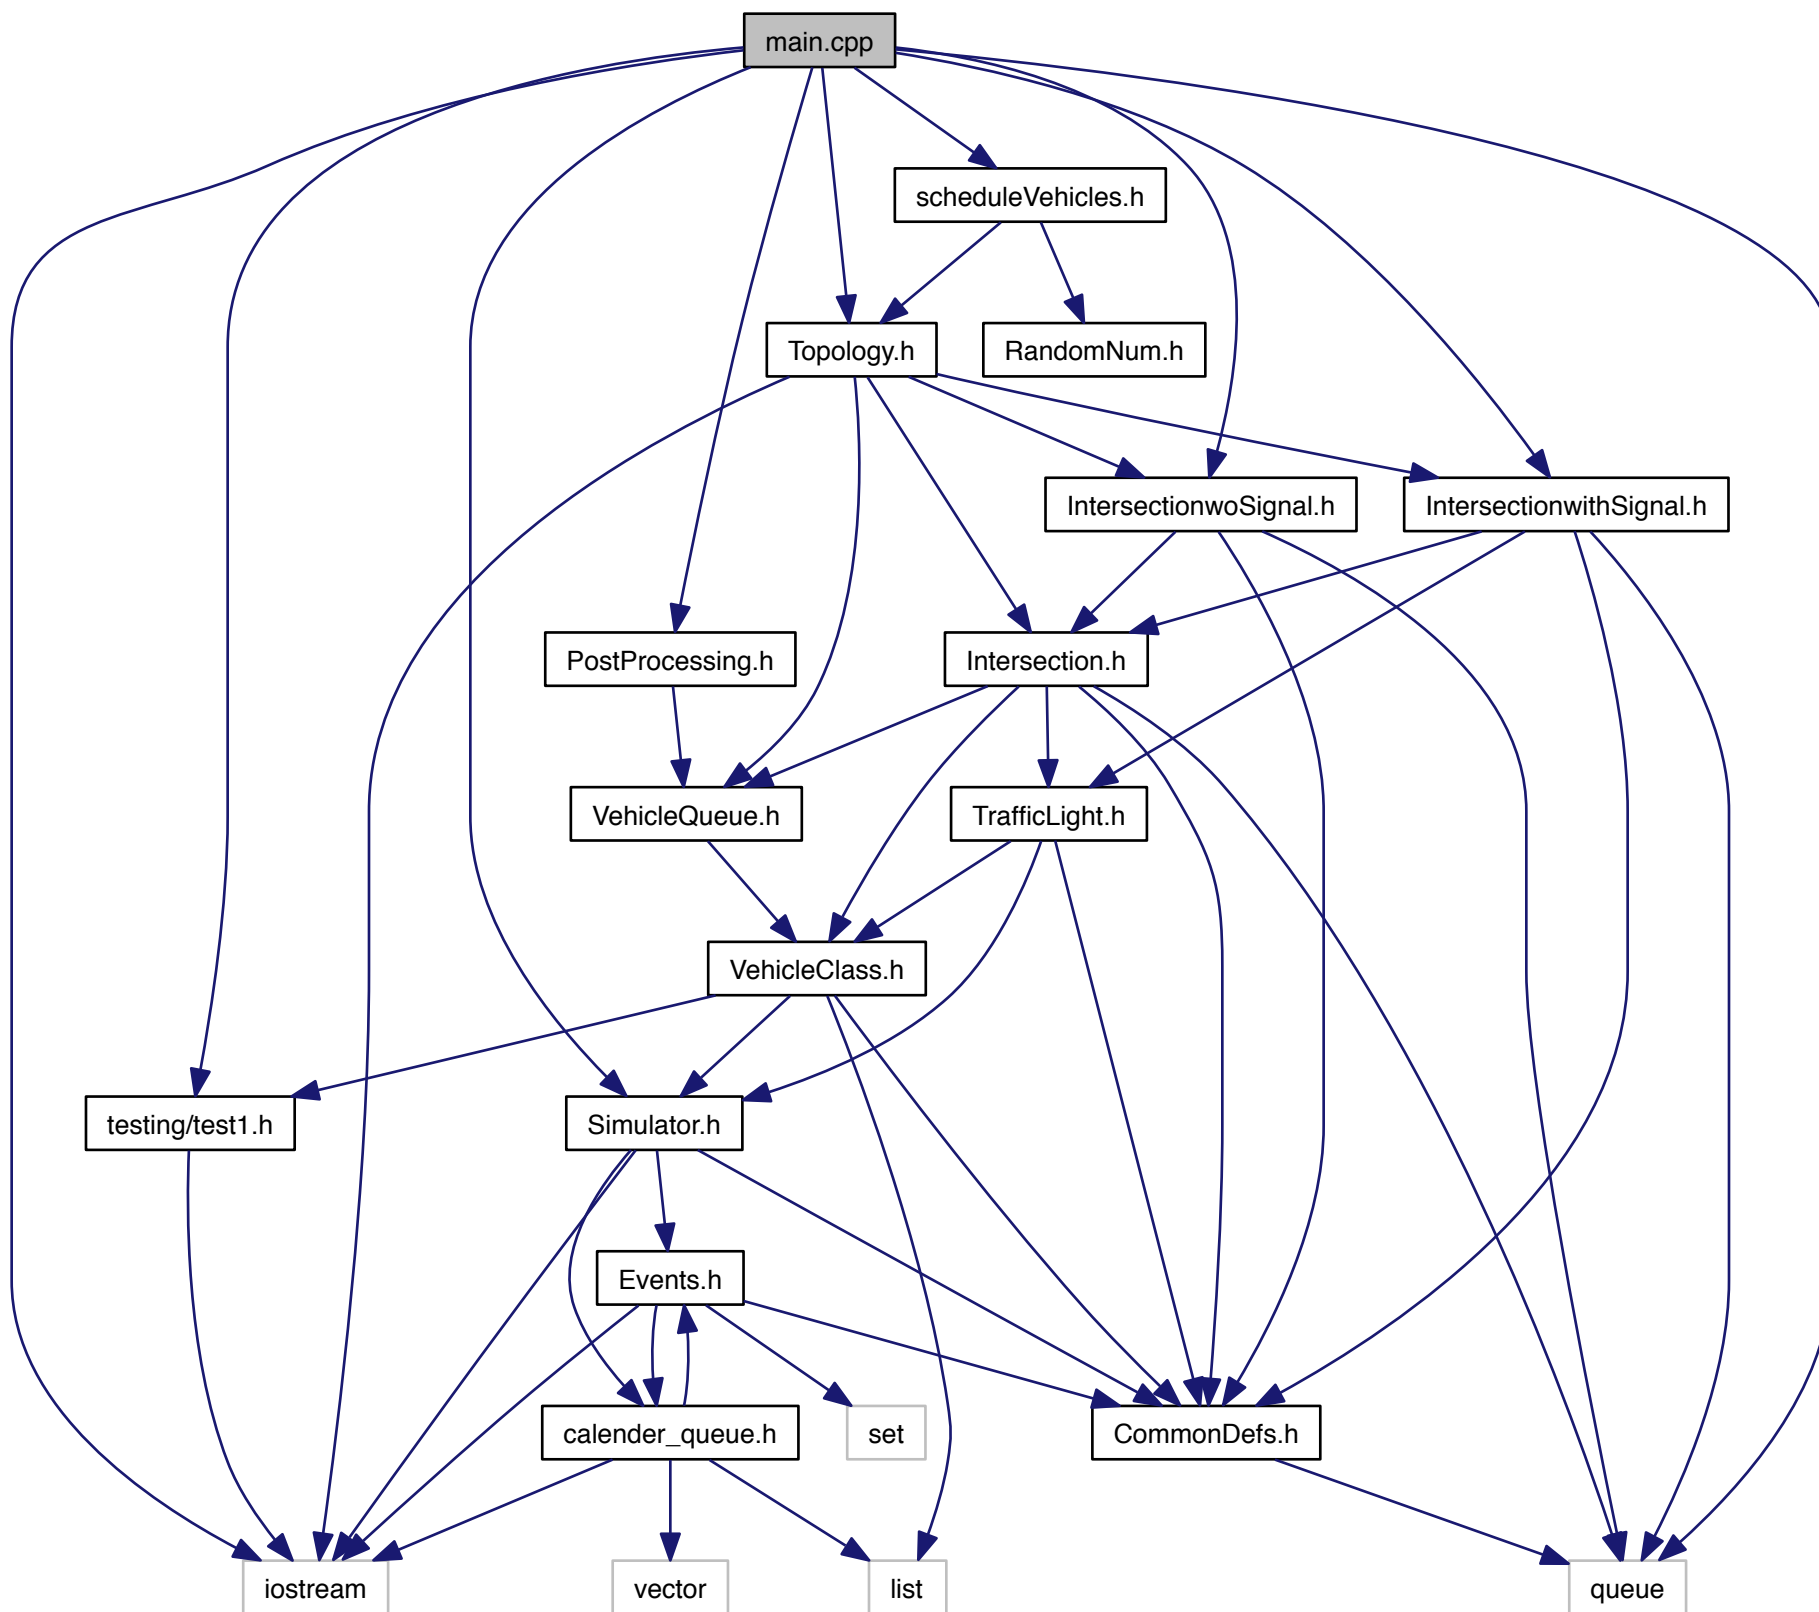 main.cpp
scheduleVehicles.h
Topology.h
RandomNum.h
IntersectionwoSignal.h
IntersectionwithSignal.h
PostProcessing.h
Intersection.h
VehicleQueue.h
TrafficLight.h
VehicleClass.h
testing/test1.h
Simulator.h
Events.h
calender_queue.h
set
CommonDefs.h
iostream
vector
list
queue